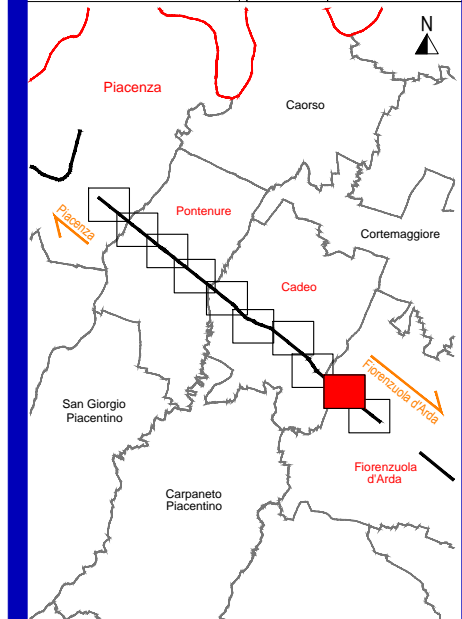 N
Piacenza
Caorso
Pontenure
Piacenza
Cortemaggiore
Cadeo
Fiorenzuola d'Arda
San Giorgio
Piacentino
Fiorenzuola
d'Arda
Carpaneto
Piacentino